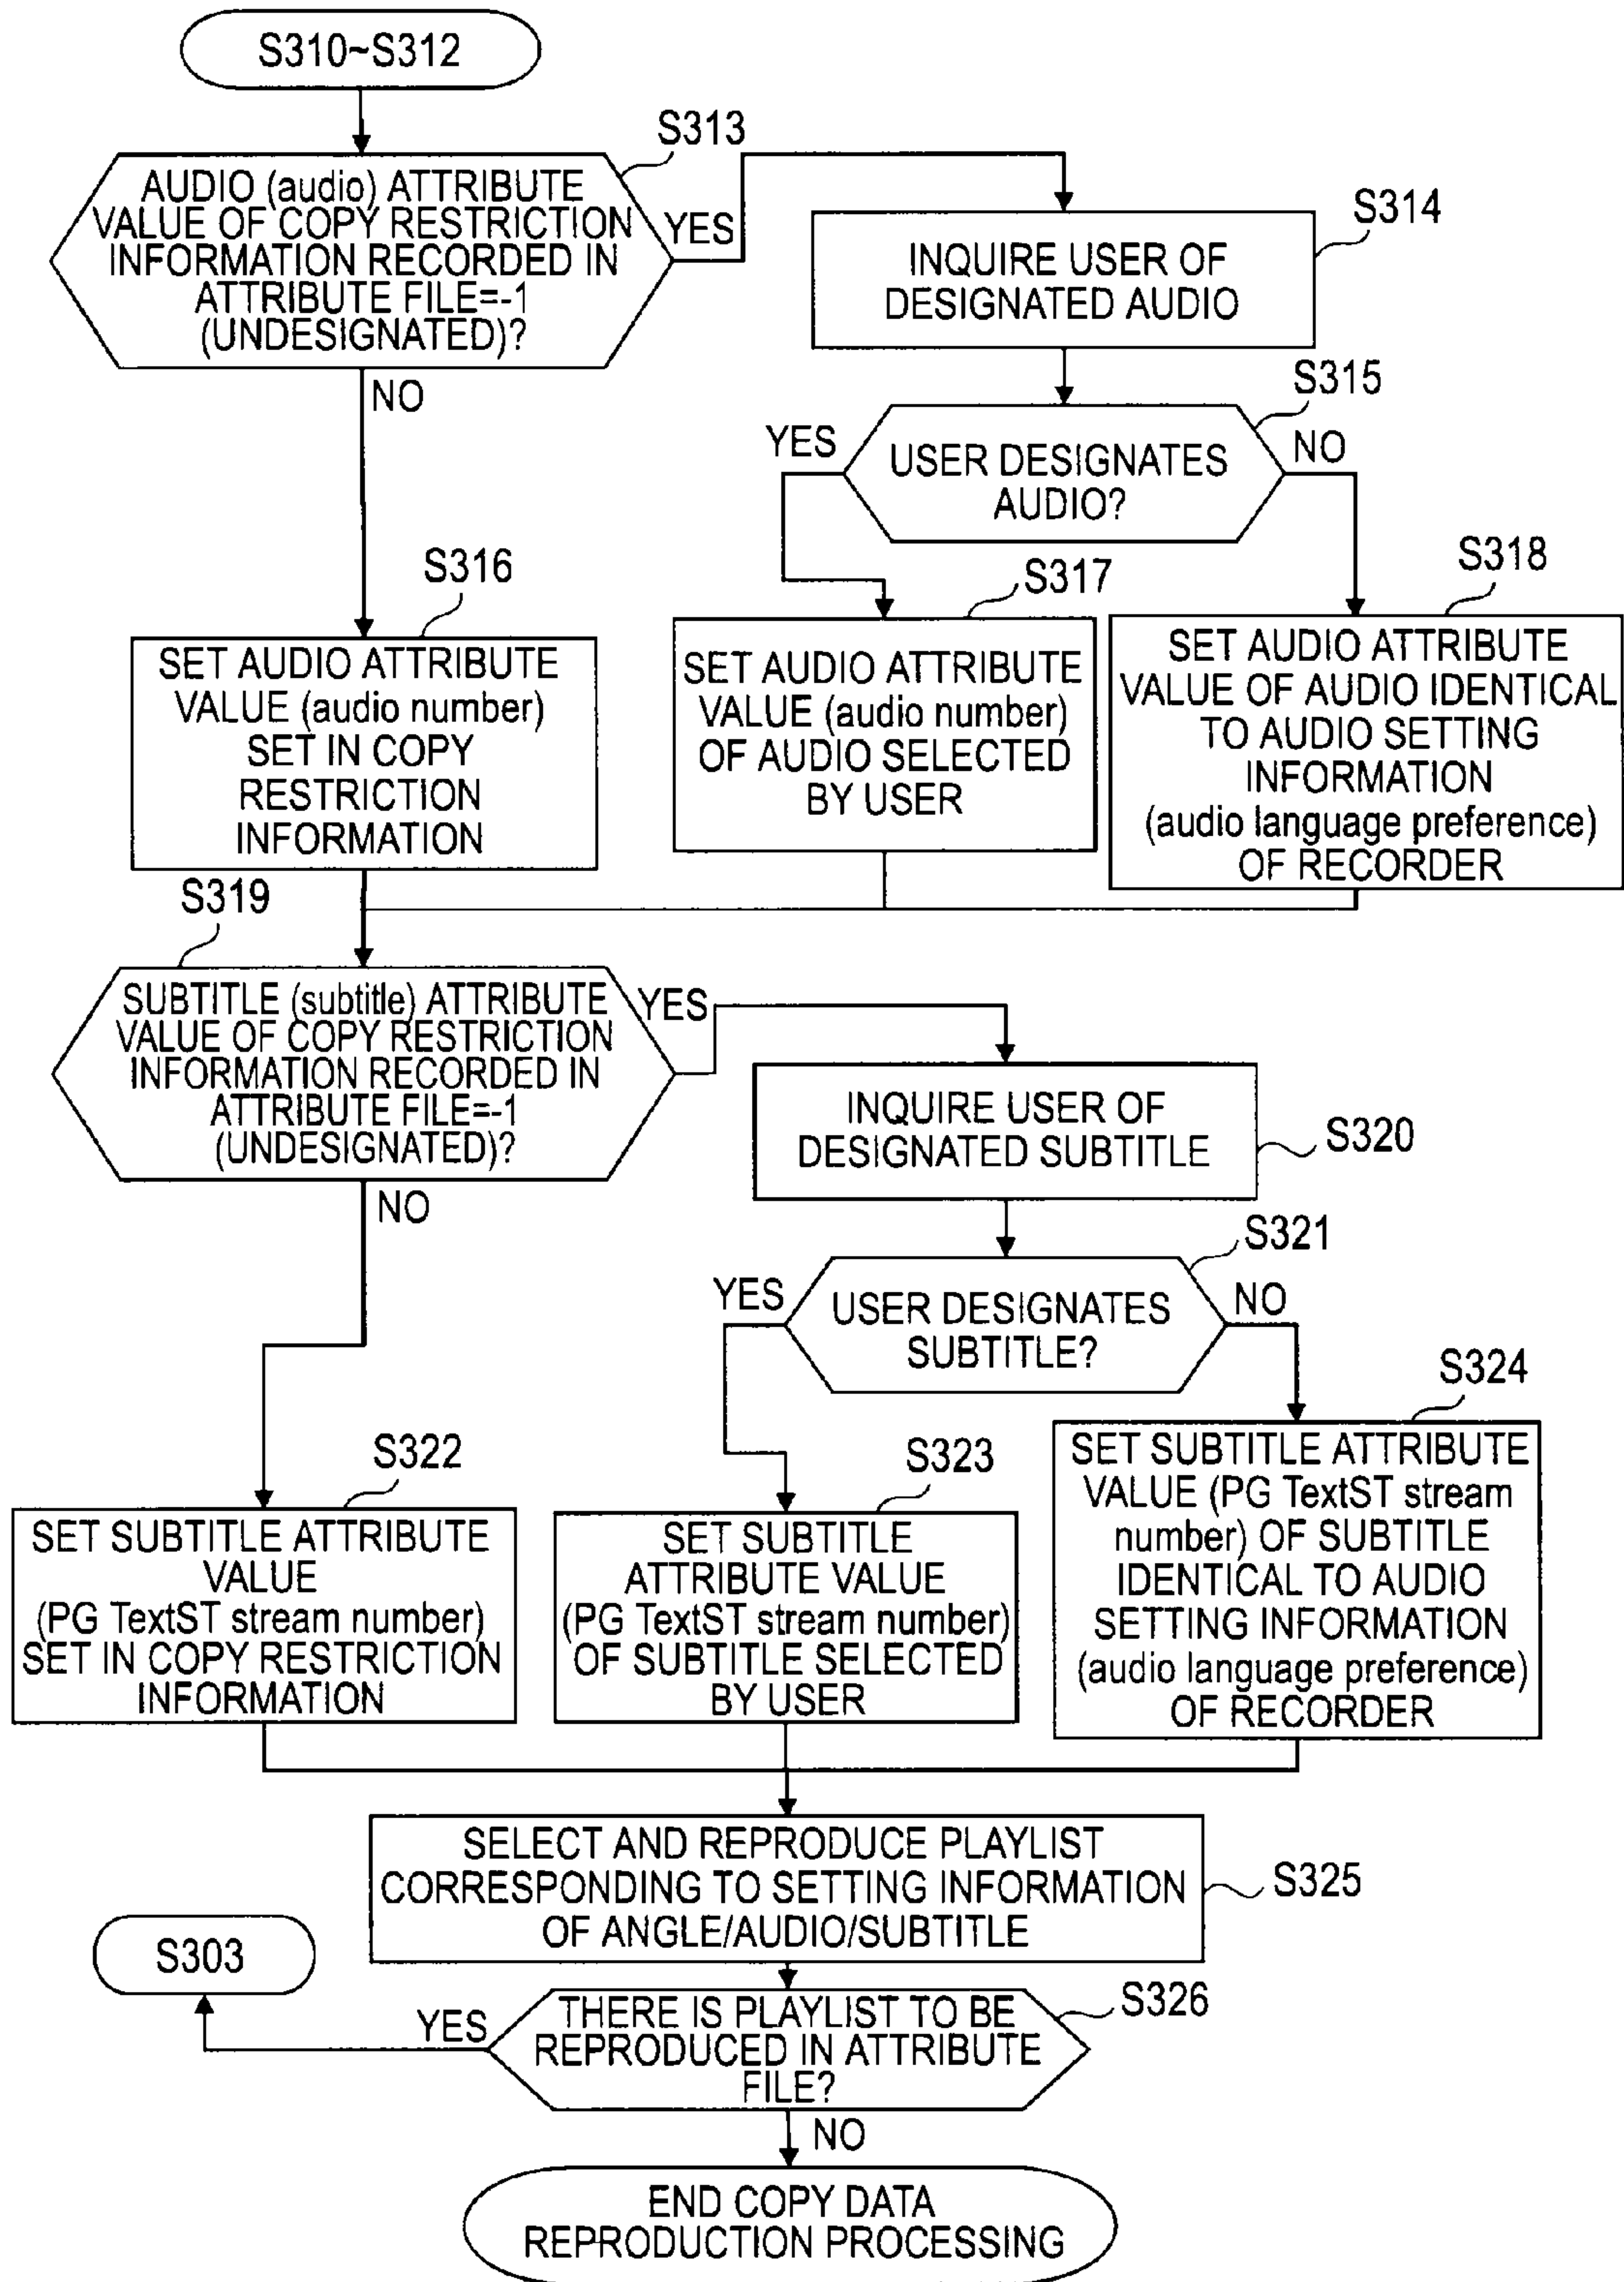 S310~S312
S313
AUDIO (audio) ATTRIBUTE
VALUE OF COPY RESTRICTION
INFORMATION RECORDED IN
ATTRIBUTE FILE=-1
(UNDESIGNATED)?
YES
NO
S314
INQUIRE USER OF
DESIGNATED AUDIO
S315
YES
USER DESIGNATES
AUDIO?
NO
S316
SET AUDIO ATTRIBUTE
VALUE (audio number)
SET IN COPY
RESTRICTION
INFORMATION
S317
SET AUDIO ATTRIBUTE
VALUE (audio number)
OF AUDIO SELECTED
BY USER
S318
SET AUDIO ATTRIBUTE
VALUE OF AUDIO IDENTICAL
TO AUDIO SETTING
INFORMATION
(audio language preference)
OF RECORDER
S319
SUBTITLE (subtitle) ATTRIBUTE
VALUE OF COPY RESTRICTION
INFORMATION RECORDED IN
ATTRIBUTE FILE=-1
(UNDESIGNATED)?
YES
NO
INQUIRE USER OF
DESIGNATED SUBTITLE
S320
S321
YES
USER DESIGNATES
SUBTITLE?
NO
S322
SET SUBTITLE ATTRIBUTE
VALUE
(PG TextST stream number)
SET IN COPY RESTRICTION
INFORMATION
S323
SET SUBTITLE
ATTRIBUTE VALUE
(PG TextST stream number)
OF SUBTITLE SELECTED
BY USER
S324
SET SUBTITLE ATTRIBUTE
VALUE (PG TextST stream
number) OF SUBTITLE
IDENTICAL TO AUDIO
SETTING INFORMATION
(audio language preference)
OF RECORDER
SELECT AND REPRODUCE PLAYLIST
CORRESPONDING TO SETTING INFORMATION
OF ANGLE/AUDIO/SUBTITLE
S325
S303
YES
THERE IS PLAYLIST TO BE
REPRODUCED IN ATTRIBUTE
FILE?
S326
NO
END COPY DATA
REPRODUCTION PROCESSING